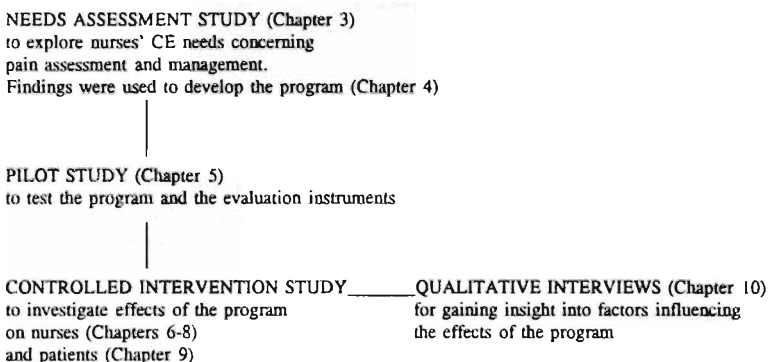 NEEDS ASSESSMENT STUDY (Chapter 3)
to explore nurses' CE needs concerning
pain assessment and management.
Findings were used to develop the program (Chapter 4)
PILOT STUDY (Chapter 5)
to test the program and the evaluation instruments
CONTROLLED INTERVENTION STUDY______QUALITATIVE INTERVIEWS (Chapter 10)
to investigate effects of the program for gaining insight into factors influencing
on nurses (Chapters 6-8) the effects of the program
and patients (Chapter 9)